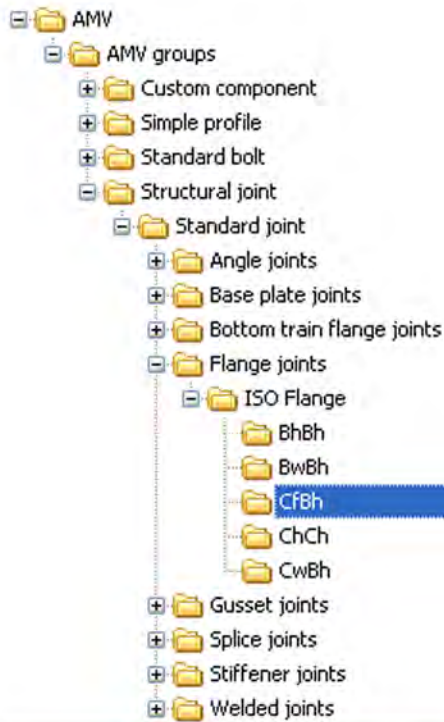 AMV
AMV groups
Custom component
Simple profile
Standard bolt
Structural joint
Standard joint
Angle joints
Base plate joints
Bottom train flange joints
Flange joints
ISO Flange
BhBh
BwBh
CfBh
ChCh
CwBh
Gusset joints
Splice joints
Stiffener joints
Welded joints